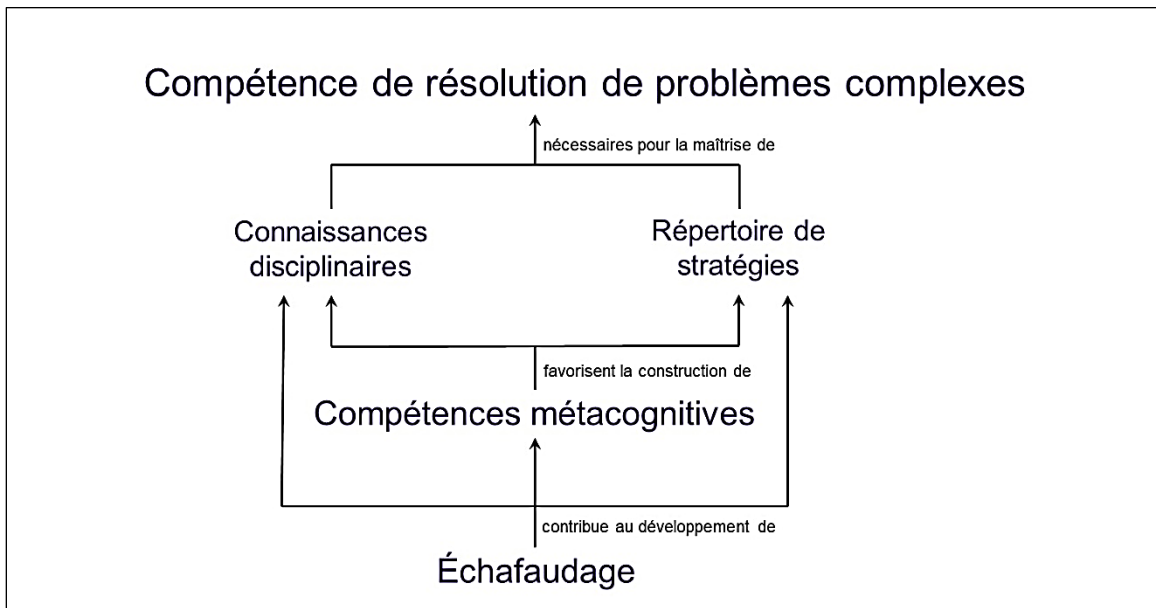 Compétence de résolution de problèmes complexes
nécessaires pour la maîtrise de
Connaissances
disciplinaires
Répertoire de
stratégies
favorisent la construction de
Compétences métacognitives
contribue au développement de
Échafaudage